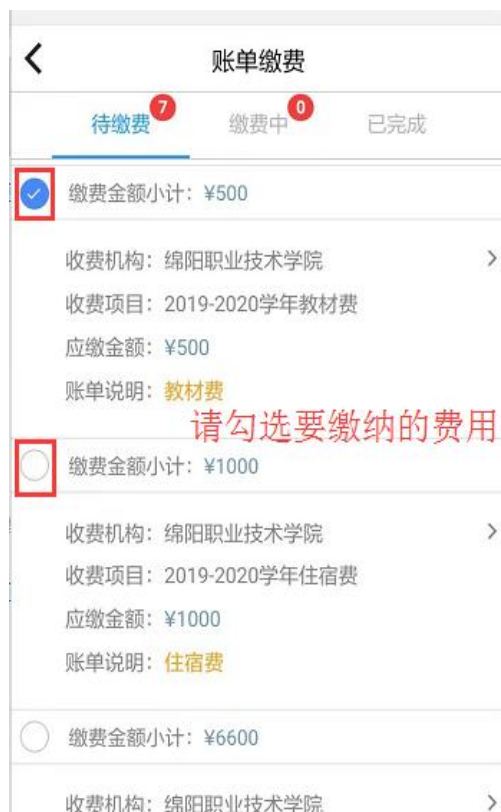 账单缴费
待缴费 7 缴费中 0 已完成
缴费金额小计：¥500
收费机构：绵阳职业技术学院
收费项目：2019-2020学年教材费
应缴金额：¥500
账单说明：教材费
请勾选要缴纳的费用
缴费金额小计：¥1000
收费机构：绵阳职业技术学院
收费项目：2019-2020学年住宿费
应缴金额：¥1000
账单说明：住宿费
缴费金额小计：¥6600
收费机构：绵阳职业技术学院